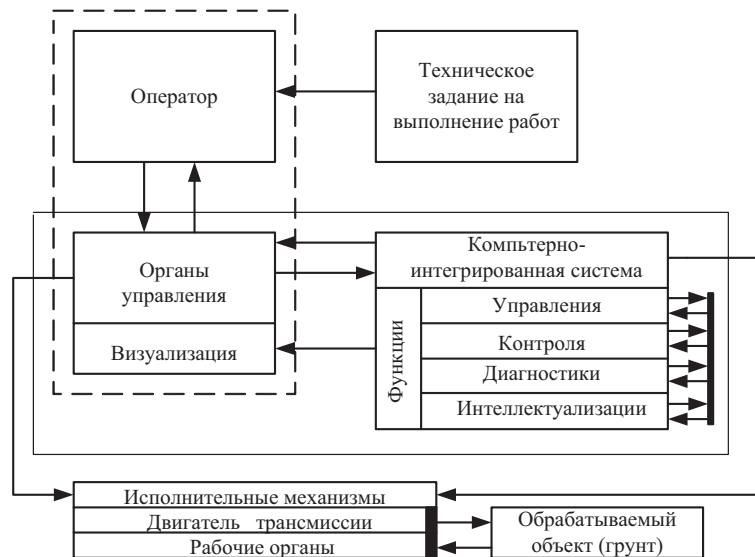 Оператор
Техническое
задание на
выполнение работ
Органы
управления
Визуализация
Компьтерно-
интегрированная система
Функции
Управления
Контроля
Диагностики
Интеллектуализации
Исполнительные механизмы
Двигатель трансмиссии
Рабочие органы
Обрабатываемый
объект (грунт)